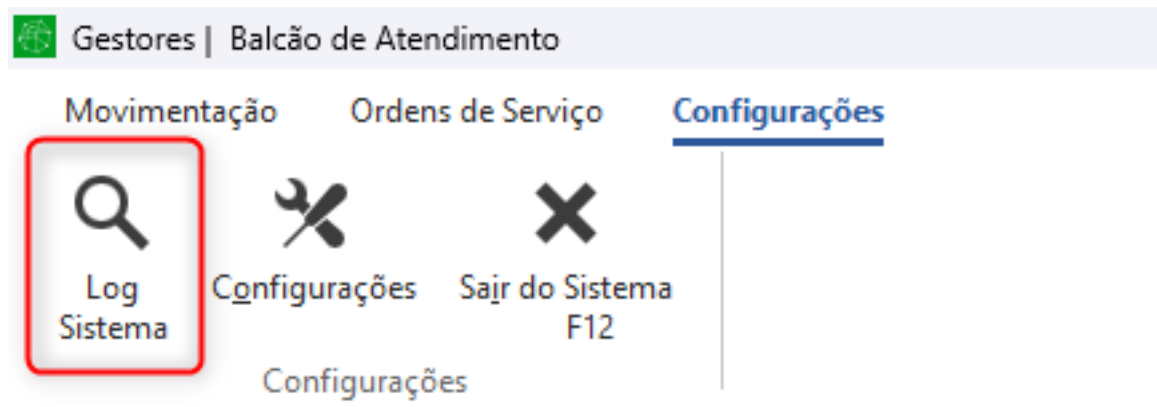 Gestores | Balcão de Atendimento
Movimentação Ordens de Serviço Configurações
Log Sistema
Configurações
Sair do Sistema F12
Configurações